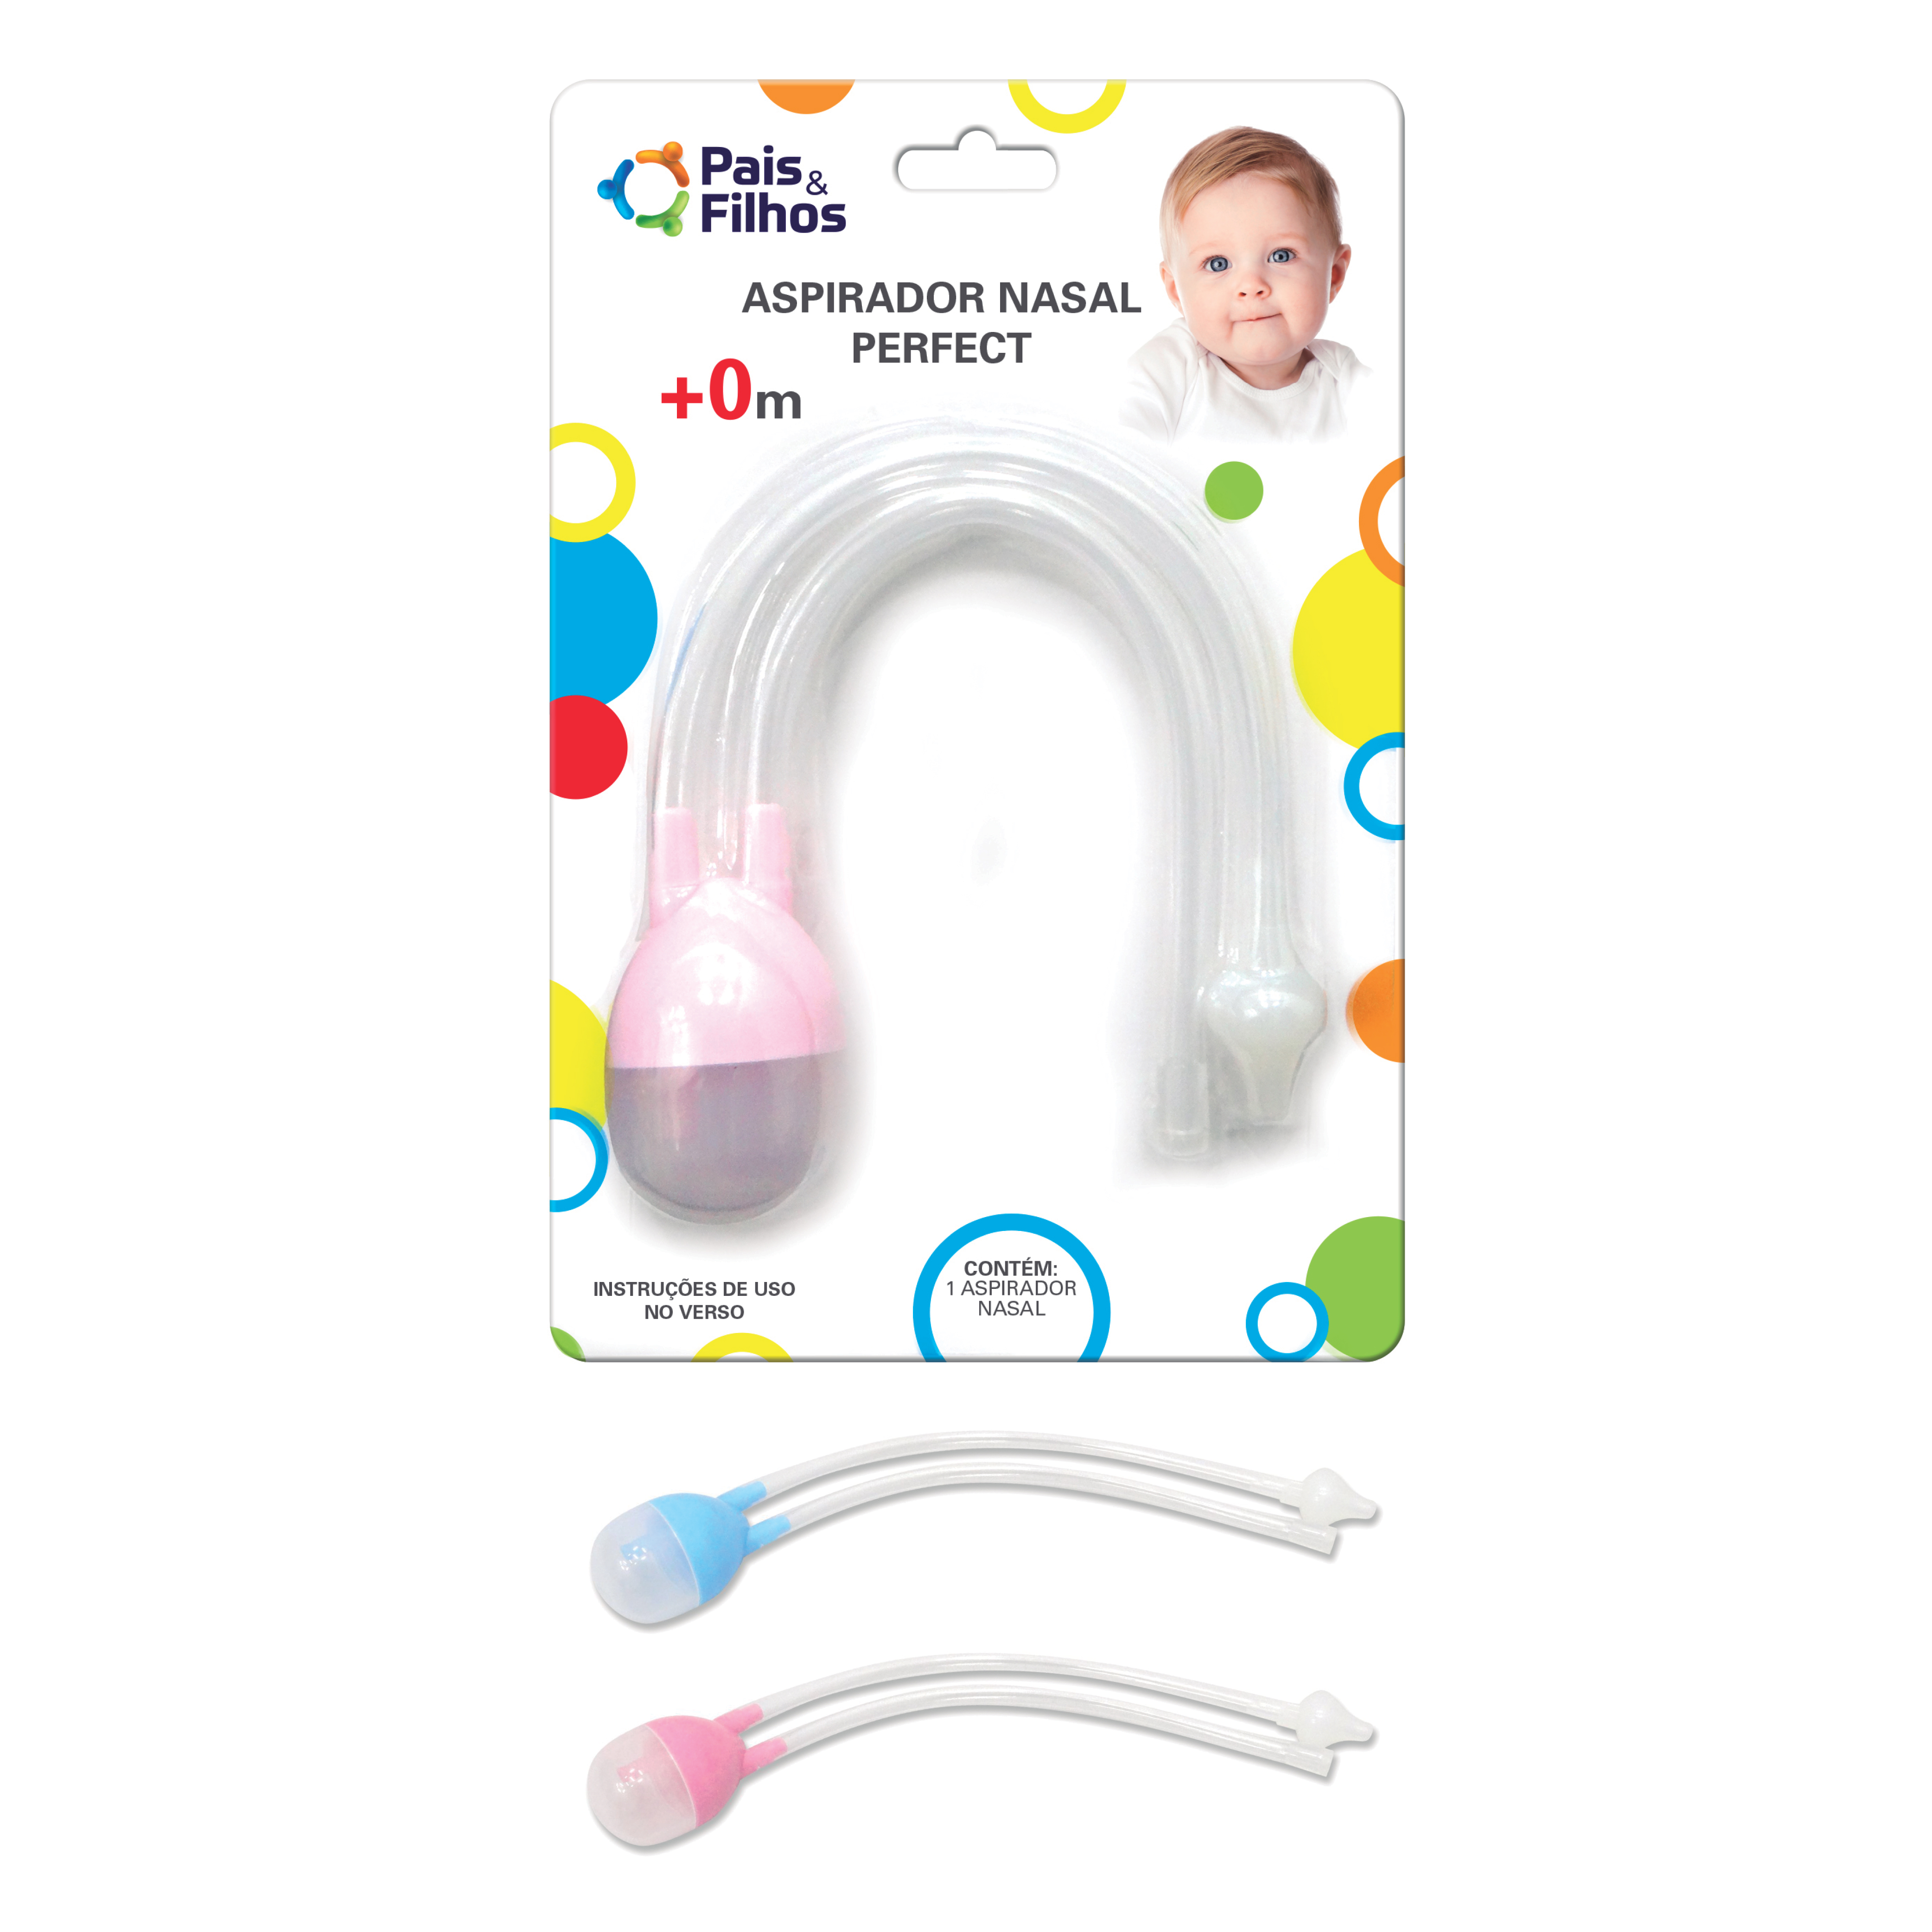 Pais &
Filhos
ASPIRADOR NASAL
PERFECT
+0m
INSTRUÇÕES DE USO
NO VERSO
CONTÉM:
1 ASPIRADOR
NASAL